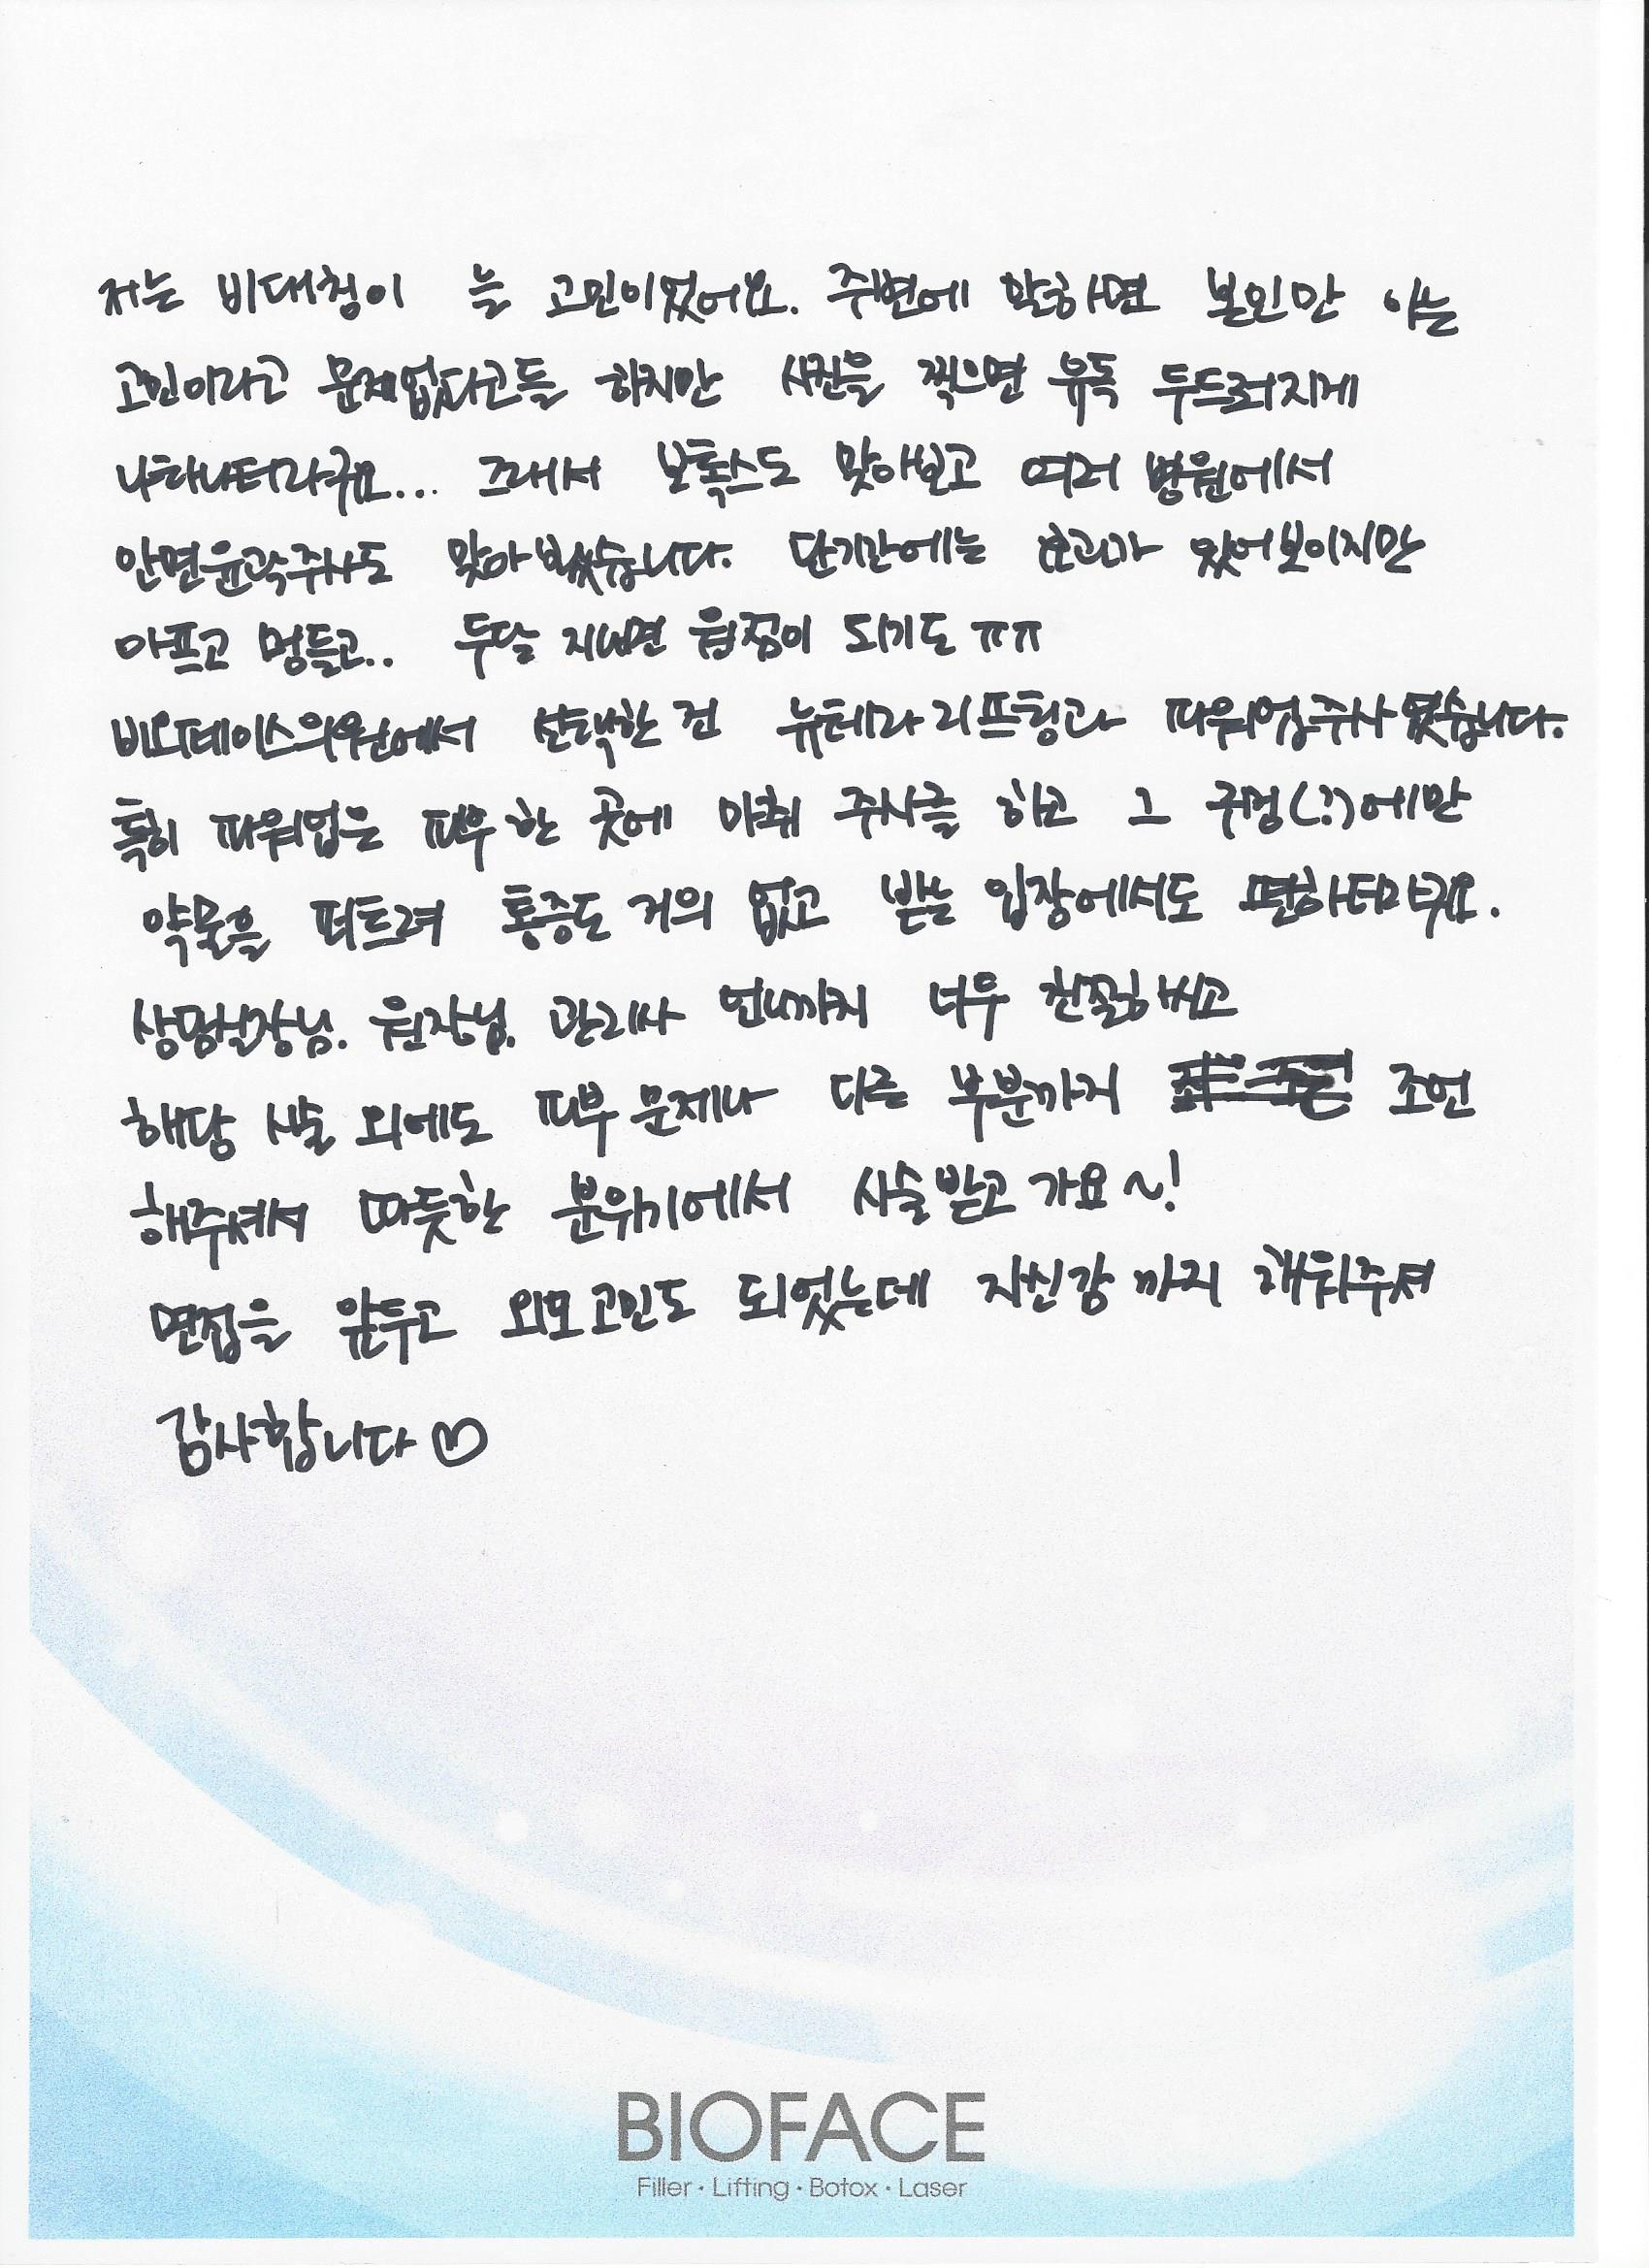 저는 비대칭이 늘 고민이었어요. 주변에 말하면 본인만 아는
고민이라고 문제없다고들 하지만 사진을 찍으면 유독 두드러지게
나타나더라구요... 그래서 보톡스도 맞아보고 여러 병원에서
안면윤곽주사도 맞아봤습니다. 단기간에는 효과가 있어보이지만
아프고 멍들고.. 두달 지나면 원점이 되기도 ㅠㅠ
바이오페이스의원에서 선택한 건 뉴테라 리프팅과 파워업주사였습니다.
특히 파워업은 피부 한 곳에 마취 주사를 하고 그 구멍(?)에만
약물을 퍼트려 통증도 거의 없고 받는 입장에서도 편하더라구요.
상명실장님. 원장님. 관리사 언니까지 너무 친절하시고
해당 시술 외에도 피부 문제나 다른 부분까지 조언
해주셔서 따듯한 분위기에서 시술받고 가요~!
면접을 앞두고 외모고민도 되었는데 자신감까지 채워주셔
감사합니다♡
BIOFACE
Filler · Lifting · Botox · Laser